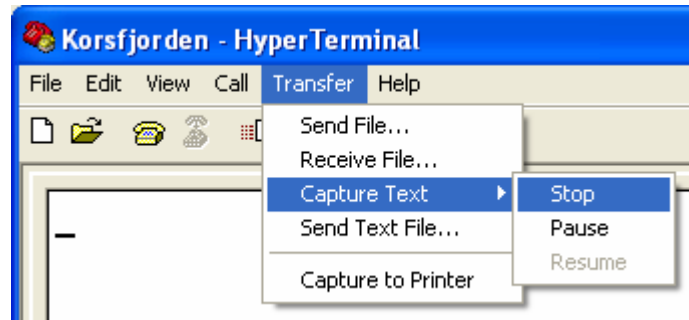 Korsfjorden - HyperTerminal
File Edit View Call Transfer Help
Send File...
Receive File...
Capture Text Stop
Send Text File... Pause
Resume
Capture to Printer